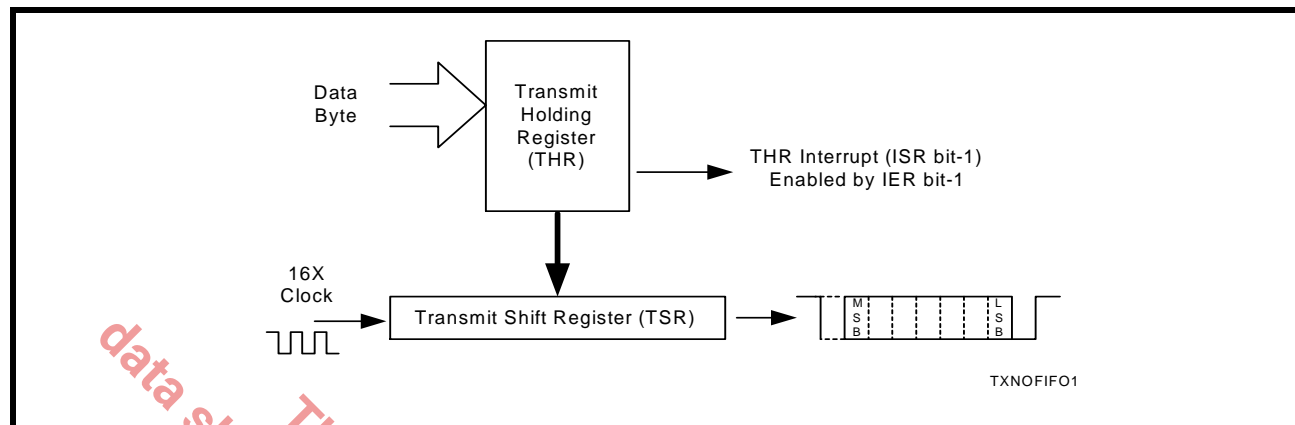 Data
Byte
Transmit
Holding
Register
(THR)
THR Interrupt (ISR bit-1)
Enabled by IER bit-1
16X
Clock
Transmit Shift Register (TSR)
M
S
B
L
S
B
TXNOFIFO1
data